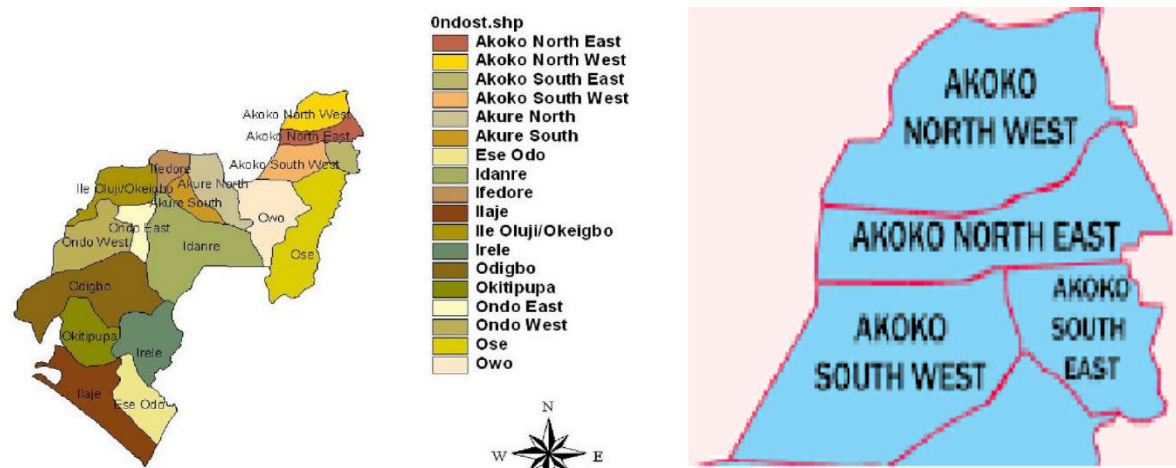 Akoko North West
Akoko North East
Akoko South West
Ifedore
Akure North
Ile Oluji/Okeigbo
Akure South
Owo
Ondo East
Ondo West
Idanre
Ose
Odigbo
Okitipupa
Irele
Ilaje
Ese Odo
0ndost.shp
Akoko North East
Akoko North West
Akoko South East
Akoko South West
Akure North
Akure South
Ese Odo
Idanre
Ifedore
Ilaje
Ile Oluji/Okeigbo
Irele
Odigbo
Okitipupa
Ondo East
Ondo West
Ose
Owo
N
W E
AKOKO
NORTH WEST
AKOKO NORTH EAST
AKOKO
SOUTH WEST
AKOKO
SOUTH
EAST